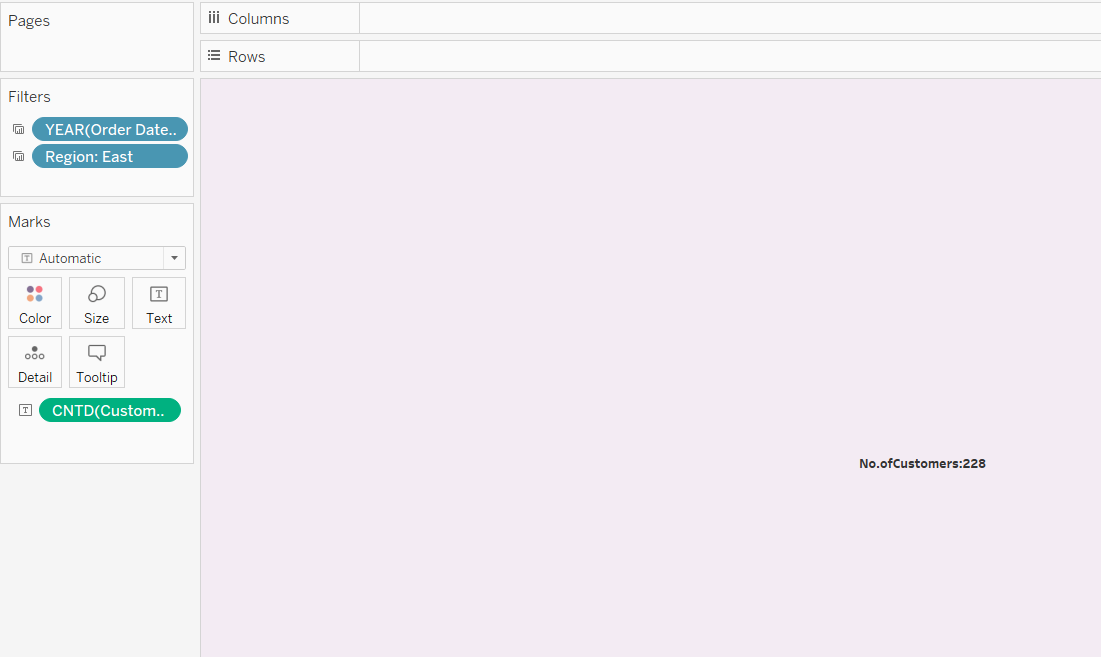 Pages
Columns
Rows
Filters
YEAR(Order Date..
Region: East
Marks
Automatic
Color
Size
Text
Detail
Tooltip
CNTD(Custom..
No.ofCustomers:228